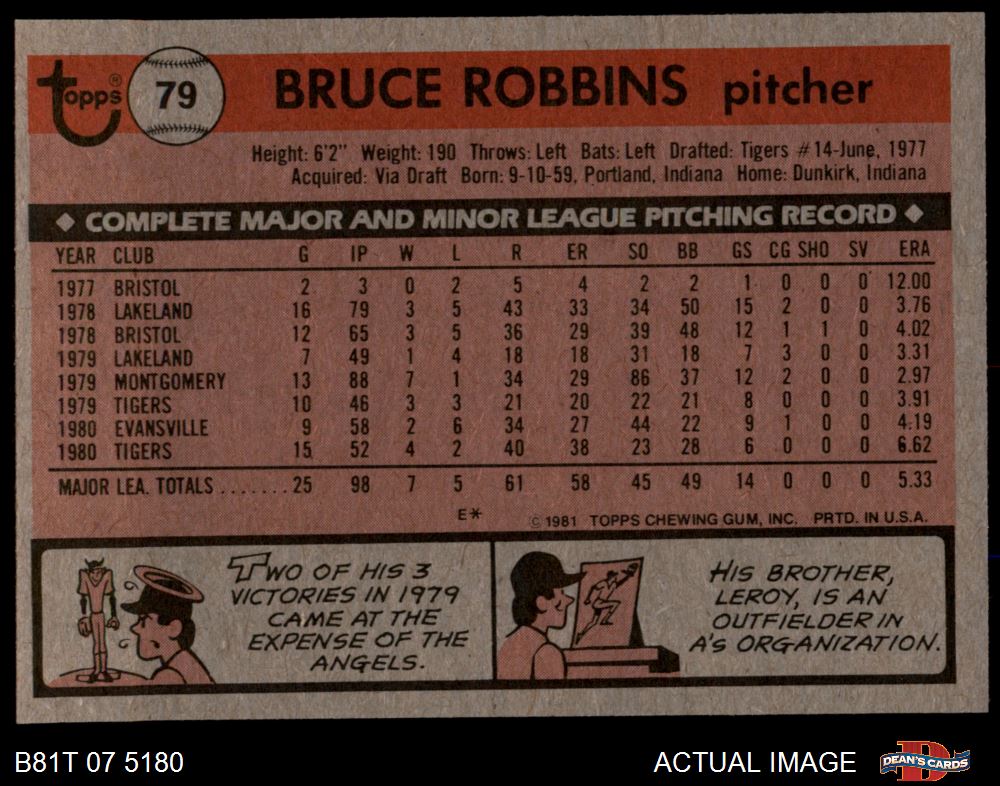 Topps® 79 BRUCE ROBBINS pitcher
Height: 6'2" Weight: 190 Throws: Left Bats: Left Drafted: Tigers #14-June, 1977
Acquired: Via Draft Born: 9-10-59, Portland, Indiana Home: Dunkirk, Indiana
◆ COMPLETE MAJOR AND MINOR LEAGUE PITCHING RECORD ◆
YEAR CLUB G IP W L R ER SO BB GS CG SHO SV ERA
1977 BRISTOL 2 3 0 2 5 4 2 2 1 0 0 0 12.00
1978 LAKELAND 16 79 3 5 43 33 34 50 15 2 0 0 3.76
1978 BRISTOL 12 65 3 5 36 29 39 48 12 1 1 0 4.02
1979 LAKELAND 7 49 1 4 18 18 31 18 7 3 0 0 3.31
1979 MONTGOMERY 13 88 7 1 34 29 86 37 12 2 0 0 2.97
1979 TIGERS 10 46 3 3 21 20 22 21 8 0 0 0 3.91
1980 EVANSVILLE 9 58 2 6 34 27 44 22 9 1 0 0 4.19
1980 TIGERS 15 52 4 2 40 38 23 28 6 0 0 0 6.62
MAJOR LEA. TOTALS.......25 98 7 5 61 58 45 49 14 0 0 0 5.33
E* © 1981 TOPPS CHEWING GUM, INC. PRTD. IN U.S.A.
TWO OF HIS 3
VICTORIES IN 1979
CAME AT THE
EXPENSE OF THE
ANGELS.
HIS BROTHER,
LEROY, IS AN
OUTFIELDER IN
A'S ORGANIZATION.
B81T 07 5180 ACTUAL IMAGE D DEAN'S CARDS